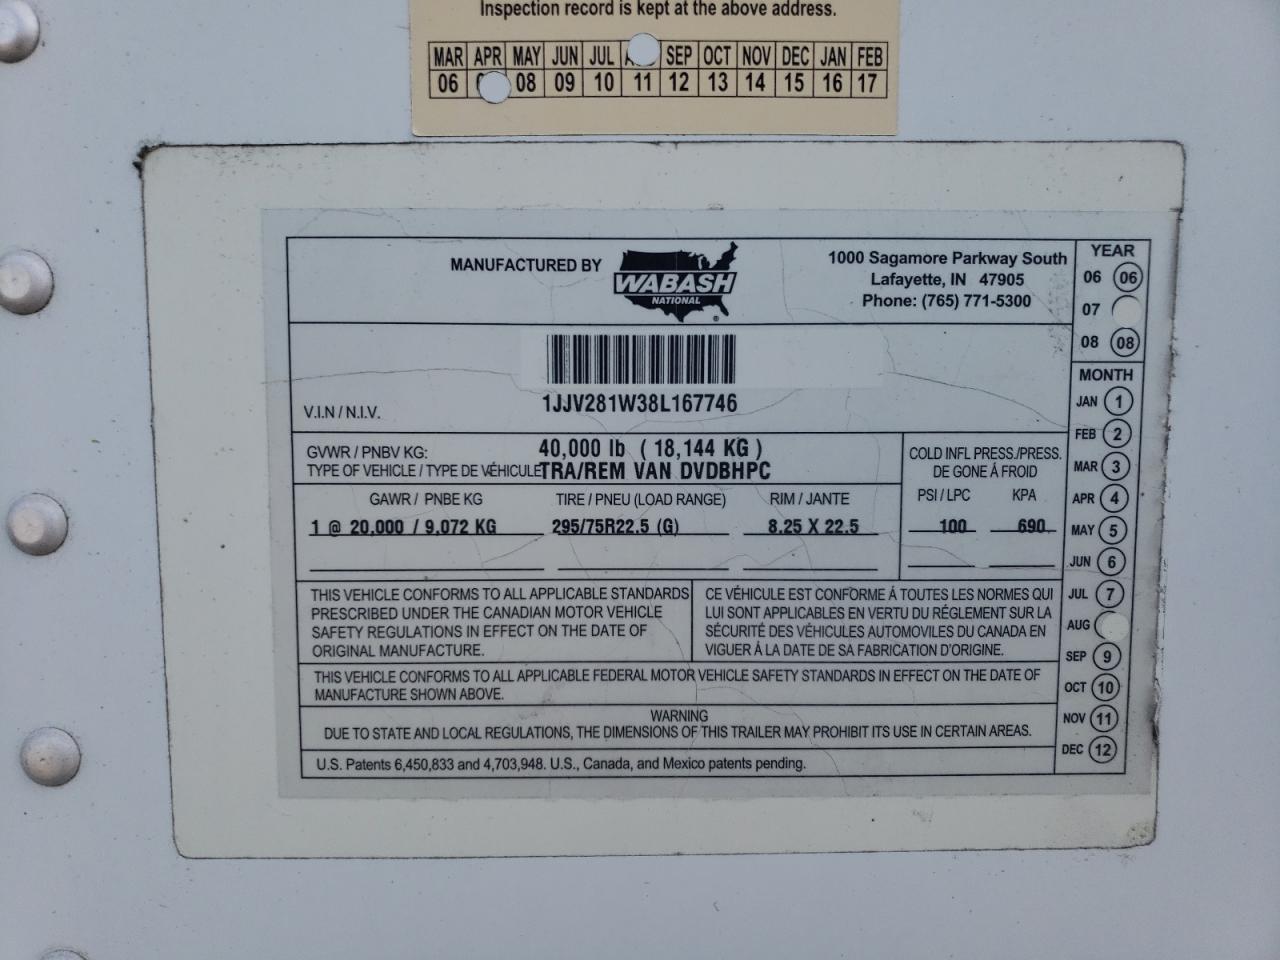 Inspection record is kept at the above address.
MAR APR MAY JUN JUL SEP OCT NOV DEC JAN FEB
06 08 09 10 11 12 13 14 15 16 17
MANUFACTURED BY
WABASH
NATIONAL
®
1000 Sagamore Parkway South
Lafayette, IN 47905
Phone: (765) 771-5300
YEAR
06 06
07
08 08
V.I.N / N.I.V.
1JJV281W38L167746
GVWR / PNBV KG: 40,000 lb ( 18,144 KG )
TYPE OF VEHICLE / TYPE DE VÉHICULE TRA/REM VAN DVDBHPC
COLD INFL PRESS./PRESS.
DE GONE À FROID
GAWR / PNBE KG TIRE / PNEU (LOAD RANGE) RIM / JANTE PSI / LPC KPA
1 @ 20,000 / 9,072 KG 295/75R22.5 (G) 8.25 X 22.5 100 690
THIS VEHICLE CONFORMS TO ALL APPLICABLE STANDARDS
PRESCRIBED UNDER THE CANADIAN MOTOR VEHICLE
SAFETY REGULATIONS IN EFFECT ON THE DATE OF
ORIGINAL MANUFACTURE.
CE VÉHICULE EST CONFORME Á TOUTES LES NORMES QUI
LUI SONT APPLICABLES EN VERTU DU RÉGLEMENT SUR LA
SÉCURITÉ DES VÉHICULES AUTOMOVILES DU CANADA EN
VIGUER Á LA DATE DE SA FABRICATION D'ORIGINE.
THIS VEHICLE CONFORMS TO ALL APPLICABLE FEDERAL MOTOR VEHICLE SAFETY STANDARDS IN EFFECT ON THE DATE OF
MANUFACTURE SHOWN ABOVE.
WARNING
DUE TO STATE AND LOCAL REGULATIONS, THE DIMENSIONS OF THIS TRAILER MAY PROHIBIT ITS USE IN CERTAIN AREAS.
U.S. Patents 6,450,833 and 4,703,948. U.S., Canada, and Mexico patents pending.
MONTH
JAN 1
FEB 2
MAR 3
APR 4
MAY 5
JUN 6
JUL 7
AUG
SEP 9
OCT 10
NOV 11
DEC 12